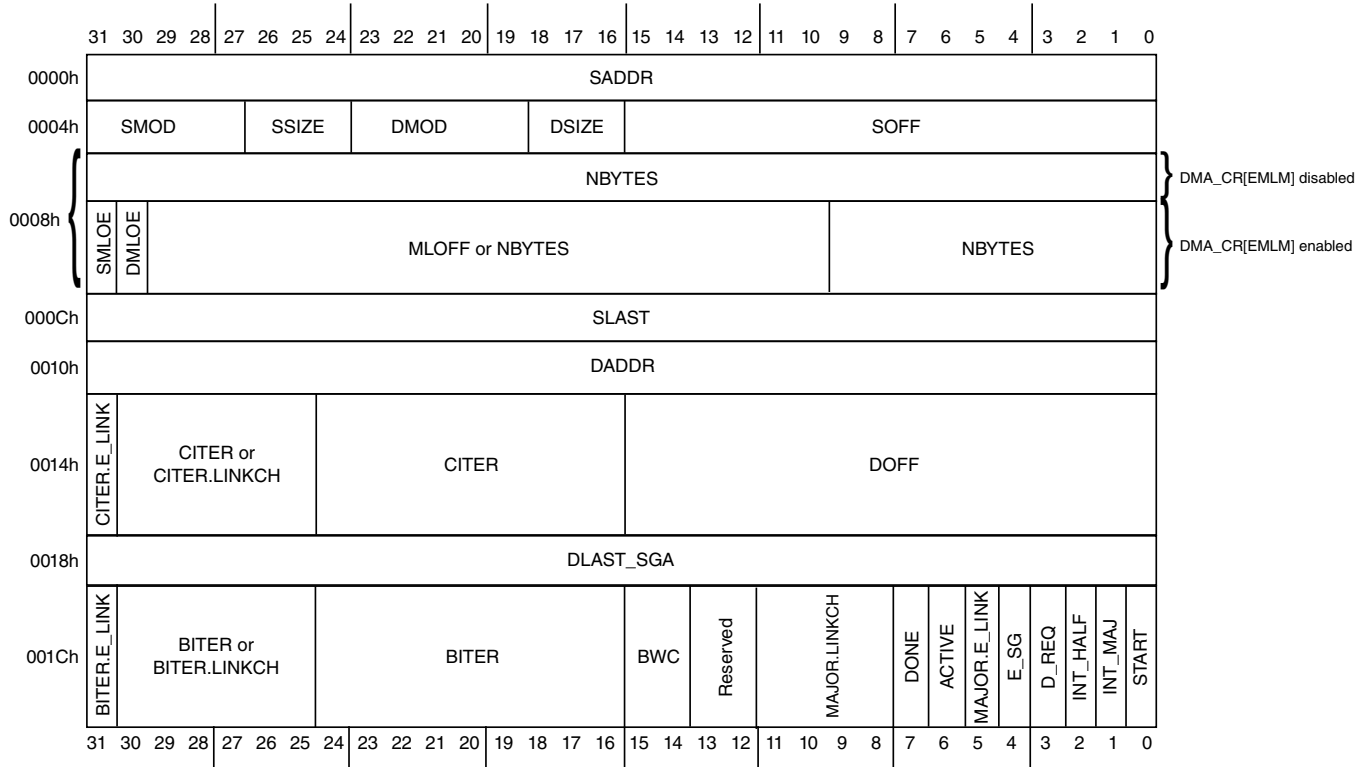 31 30 29 28 27 26 25 24 23 22 21 20 19 18 17 16 15 14 13 12 11 10 9 8 7 6 5 4 3 2 1 0
0000h SADDR
0004h SMOD SSIZE DMOD DSIZE SOFF
NBYTES DMA_CR[EMLM] disabled
0008h
SMLOE DMLOE MLOFF or NBYTES NBYTES DMA_CR[EMLM] enabled
000Ch SLAST
0010h DADDR
0014h CITER.E_LINK
CITER or
CITER.LINKCH
CITER DOFF
0018h DLAST_SGA
001Ch BITER.E_LINK
BITER or
BITER.LINKCH
BITER BWC Reserved MAJOR.LINKCH DONE ACTIVE MAJOR.E_LINK E_SG D_REQ INT_HALF INT_MAJ START
31 30 29 28 27 26 25 24 23 22 21 20 19 18 17 16 15 14 13 12 11 10 9 8 7 6 5 4 3 2 1 0